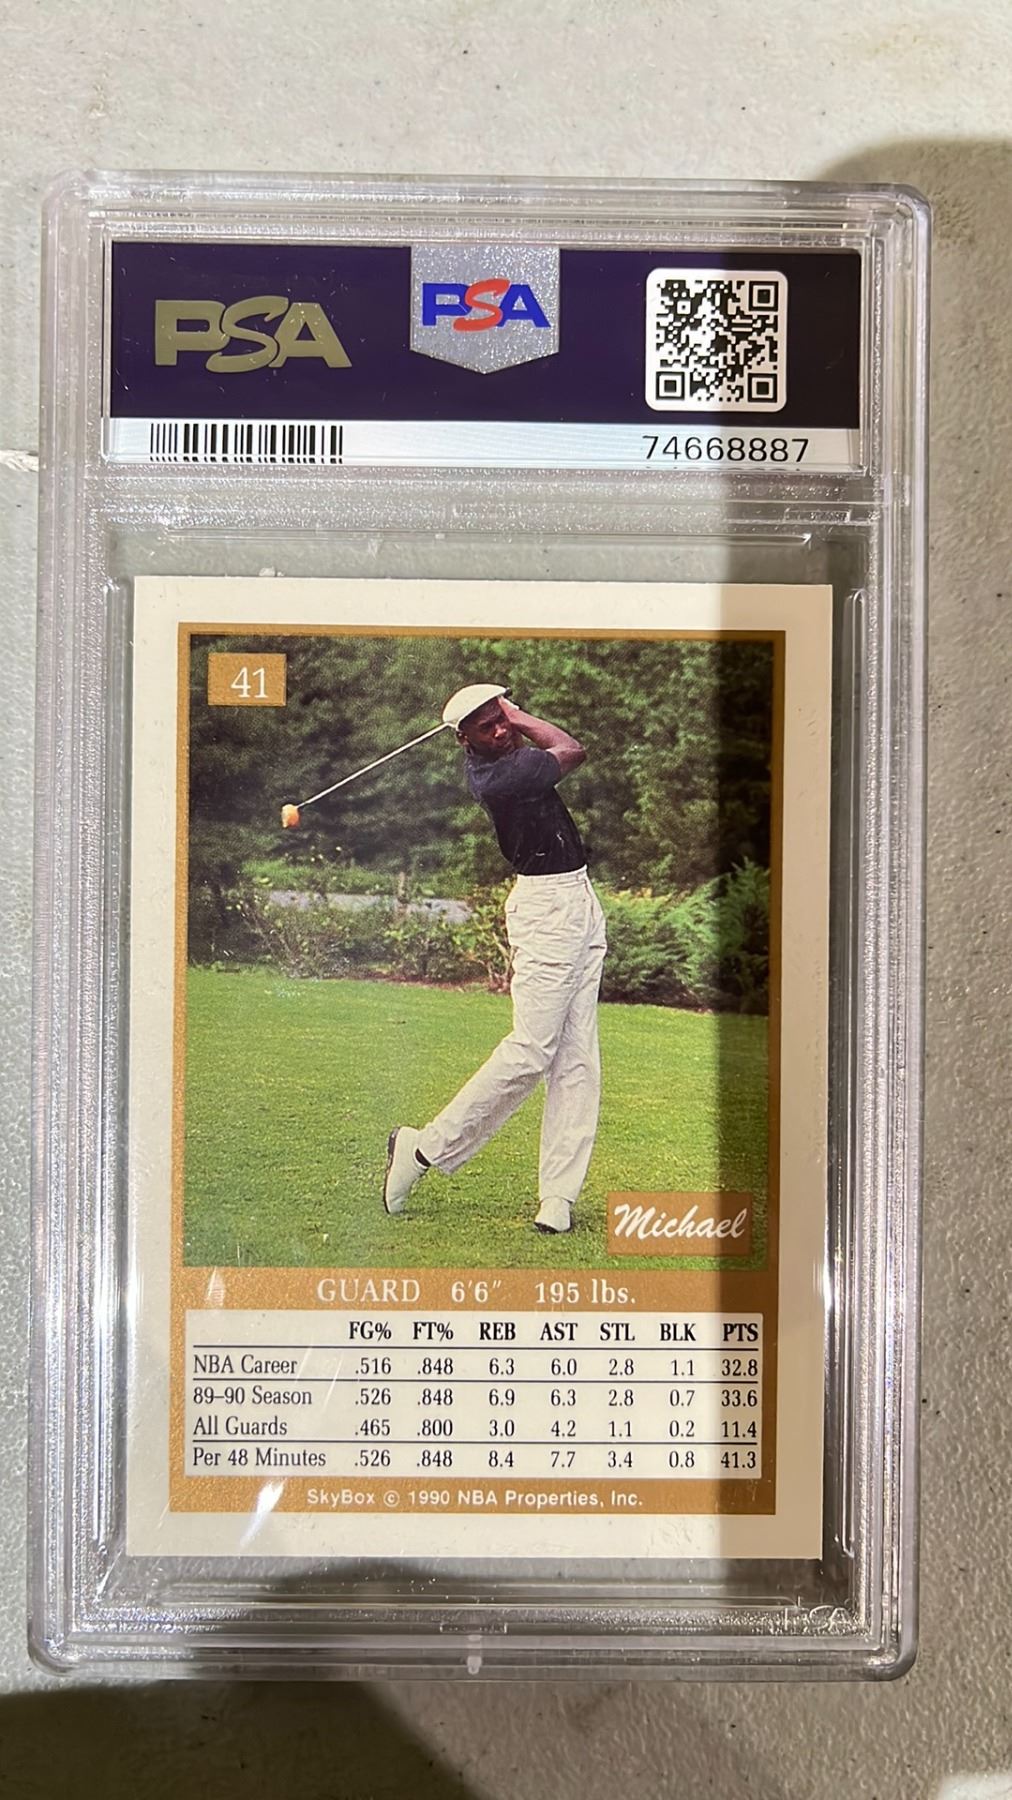 PSA PSA
74668887
41
Michael
GUARD 6'6" 195 lbs.
FG% FT% REB AST STL BLK PTS
NBA Career .516 .848 6.3 6.0 2.8 1.1 32.8
89–90 Season .526 .848 6.9 6.3 2.8 0.7 33.6
All Guards .465 .800 3.0 4.2 1.1 0.2 11.4
Per 48 Minutes .526 .848 8.4 7.7 3.4 0.8 41.3
SkyBox © 1990 NBA Properties, Inc.
PSA